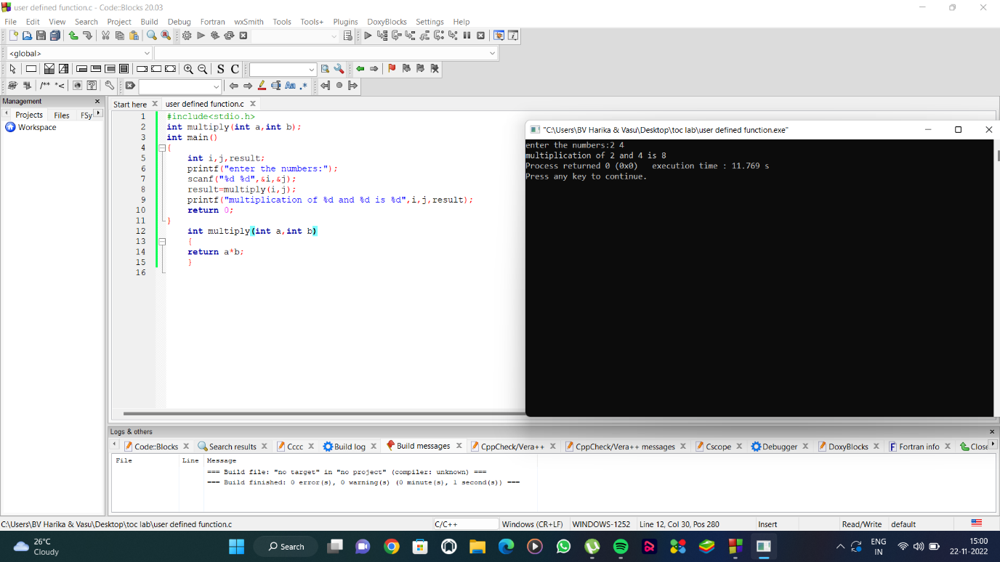 user defined function.c - Code::Blocks 20.03
File Edit View Search Project Build Debug Fortran wxSmith Tools Tools+ Plugins DoxyBlocks Settings Help
<global>
S C
/** *< Aa .*
Management
Projects Files FSy
Workspace
Start here user defined function.c
1 #include<stdio.h>
2 int multiply(int a,int b);
3 int main()
4 {
5 int i,j,result;
6 printf("enter the numbers:");
7 scanf("%d %d",&i,&j);
8 result=multiply(i,j);
9 printf("multiplication of %d and %d is %d",i,j,result);
10 return 0;
11 }
12 int multiply(int a,int b)
13 {
14 return a*b;
15 }
16
"C:\Users\BV Harika & Vasu\Desktop\toc lab\user defined function.exe"
enter the numbers:2 4
multiplication of 2 and 4 is 8
Process returned 0 (0x0) execution time : 11.769 s
Press any key to continue.
Logs & others
Code::Blocks Search results Cccc Build log Build messages CppCheck/Vera++ CppCheck/Vera++ messages Cscope Debugger DoxyBlocks Fortran info Close
File Line Message
=== Build file: "no target" in "no project" (compiler: unknown) ===
=== Build finished: 0 error(s), 0 warning(s) (0 minute(s), 1 second(s)) ===
C:\Users\BV Harika & Vasu\Desktop\toc lab\user defined function.c C/C++ Windows (CR+LF) WINDOWS-1252 Line 12, Col 30, Pos 280 Insert Read/Write default
26°C
Cloudy
Search
ENG
IN
15:00
22-11-2022